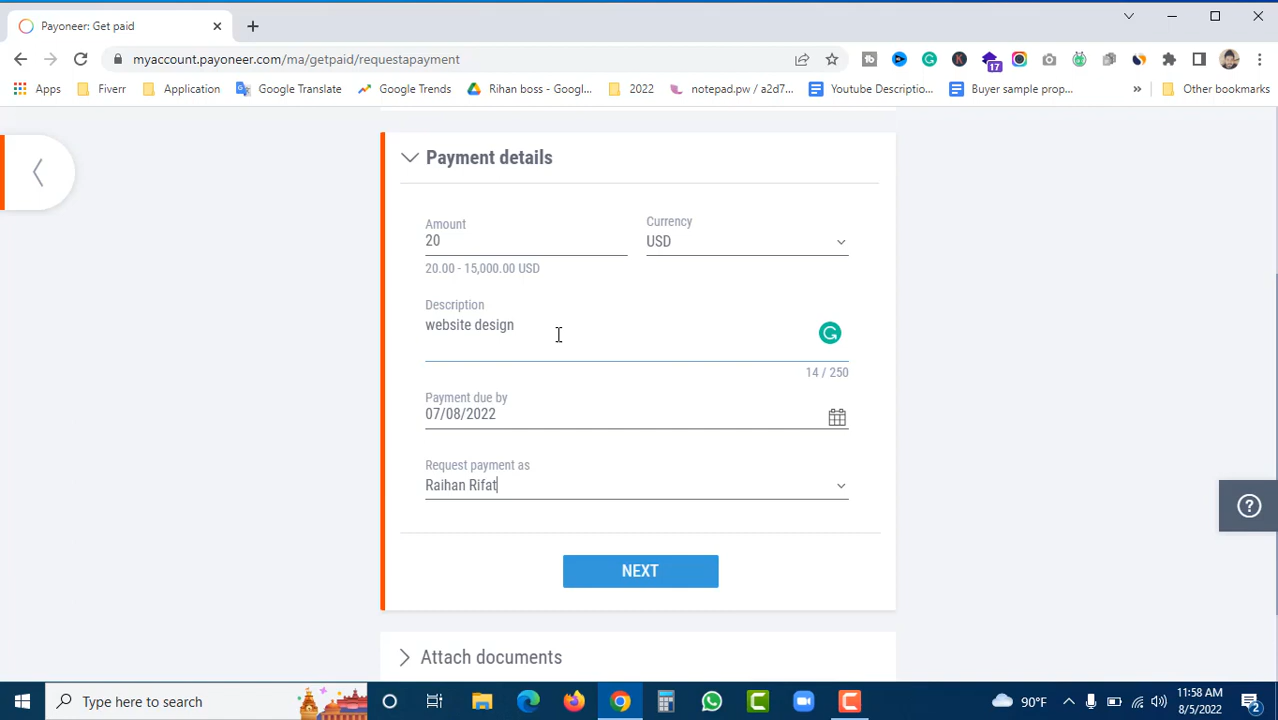 Payoneer: Get paid
myaccount.payoneer.com/ma/getpaid/requestapayment
17
Apps
Fiverr
Application
Google Translate
Google Trends
Rihan boss - Googl...
2022
notepad.pw / a2d7...
Youtube Descriptio...
Buyer sample prop...
»
Other bookmarks
Payment details
Amount
20
20.00 - 15,000.00 USD
Currency
USD
Description
website design
14 / 250
Payment due by
07/08/2022
Request payment as
Raihan Rifat
NEXT
Attach documents
Type here to search
90°F
11:58 AM
8/5/2022
2